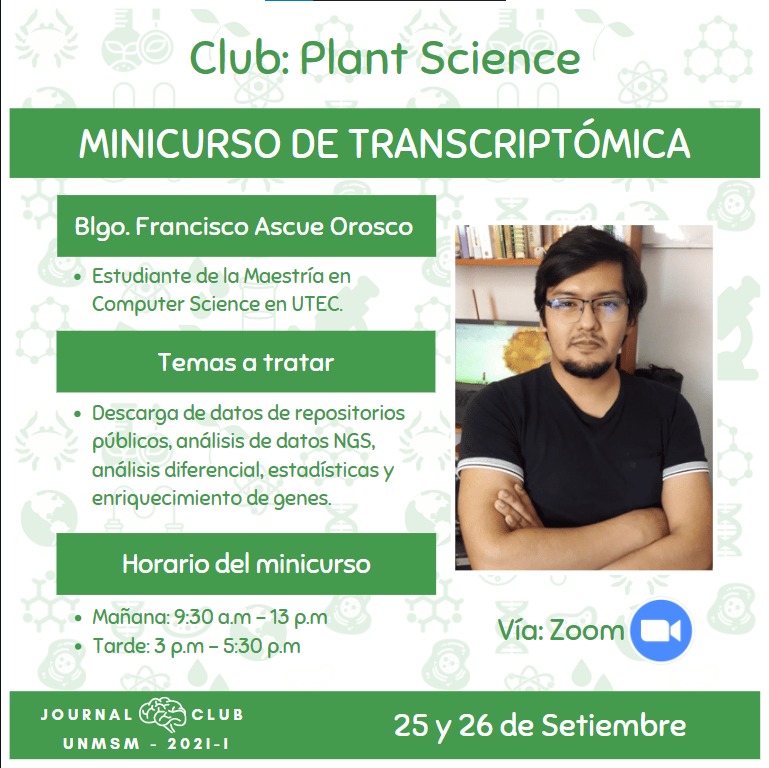 Club: Plant Science
MINICURSO DE TRANSCRIPTÓMICA
Blgo. Francisco Ascue Orosco
• Estudiante de la Maestría en
Computer Science en UTEC.
Temas a tratar
• Descarga de datos de repositorios
públicos, análisis de datos NGS,
análisis diferencial, estadísticas y
enriquecimiento de genes.
Horario del minicurso
• Mañana: 9:30 a.m – 13 p.m
• Tarde: 3 p.m – 5:30 p.m
Vía: Zoom
JOURNAL CLUB
UNMSM - 2021-I
25 y 26 de Setiembre